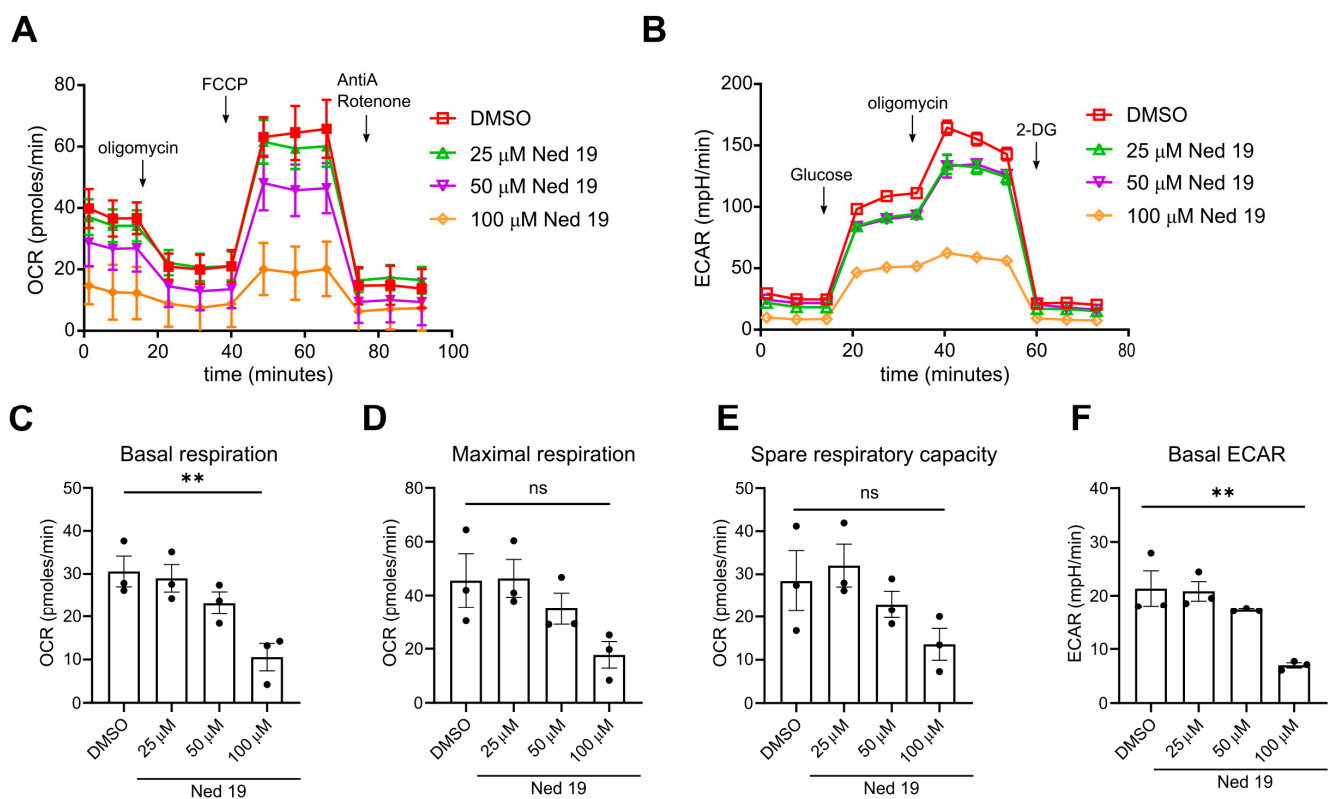 A
OCR (pmoles/min)
80
60
40
20
0
0
20
40
60
80
100
time (minutes)
oligomycin
FCCP
AntiA
Rotenone
DMSO
25 μM Ned 19
50 μM Ned 19
100 μM Ned 19
B
ECAR (mpH/min)
200
150
100
50
0
0
20
40
60
80
time (minutes)
Glucose
oligomycin
2-DG
DMSO
25 μM Ned 19
50 μM Ned 19
100 μM Ned 19
C
Basal respiration
**
OCR (pmoles/min)
50
40
30
20
10
0
DMSO
25 μM
50 μM
100 μM
Ned 19
D
Maximal respiration
ns
OCR (pmoles/min)
80
60
40
20
0
DMSO
25 μM
50 μM
100 μM
Ned 19
E
Spare respiratory capacity
ns
OCR (pmoles/min)
50
40
30
20
10
0
DMSO
25 μM
50 μM
100 μM
Ned 19
F
Basal ECAR
**
ECAR (mpH/min)
40
30
20
10
0
DMSO
25 μM
50 μM
100 μM
Ned 19